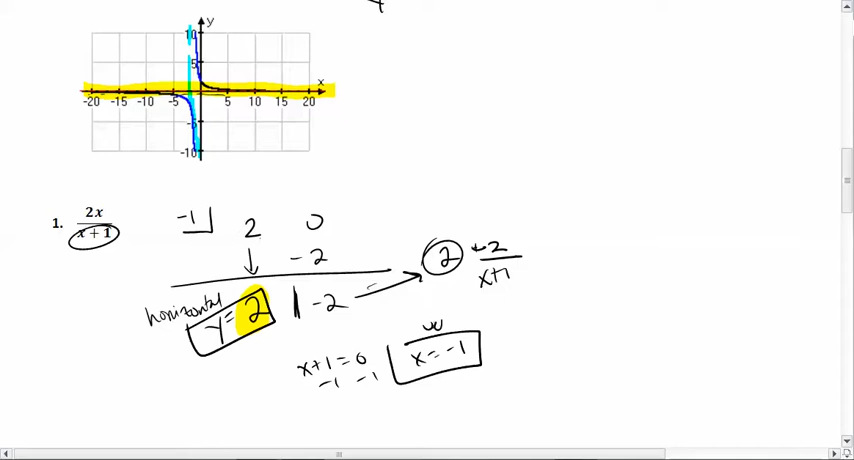 y
10
5
x
-20 -15 -10 -5 5 10 15 20
-5
-10
1. 2x / x + 1
-1 2 0
-2
horizontal y = 2 -2
2 + -2 / x+1
x+1=0
-1 -1
x = -1